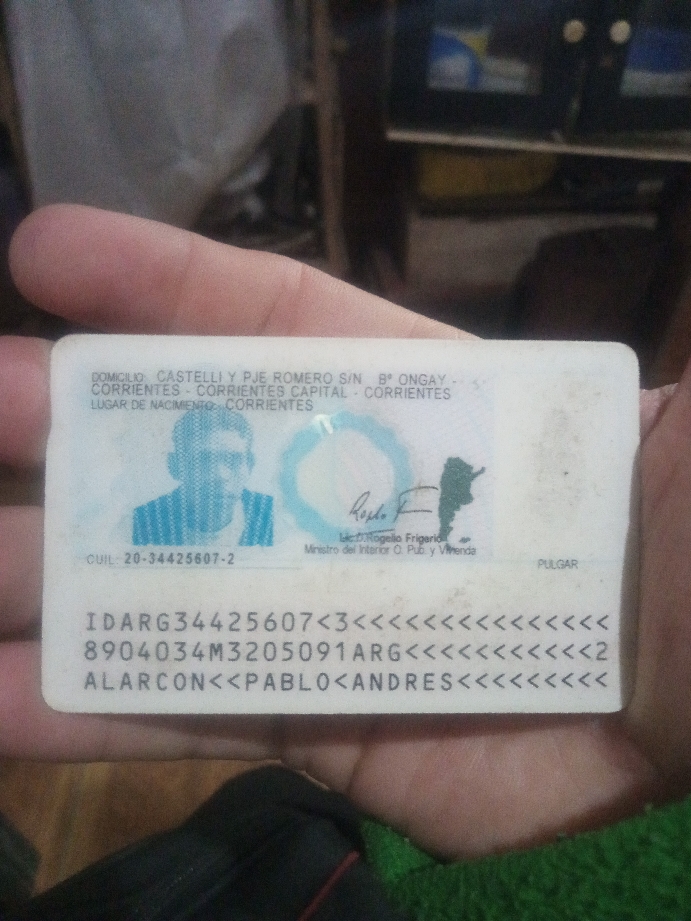 DOMICILIO: CASTELLI Y PJE ROMERO S/N Bº ONGAY -
CORRIENTES - CORRIENTES CAPITAL - CORRIENTES
LUGAR DE NACIMIENTO: CORRIENTES
Lic. Rogelio Frigerio
Ministro del Interior O. Pub. y Vivienda
CUIL: 20-34425607-2
PULGAR
IDARG34425607<3<<<<<<<<<<<<<<<
8904034M3205091ARG<<<<<<<<<<<2
ALARCON<<PABLO<ANDRES<<<<<<<<<